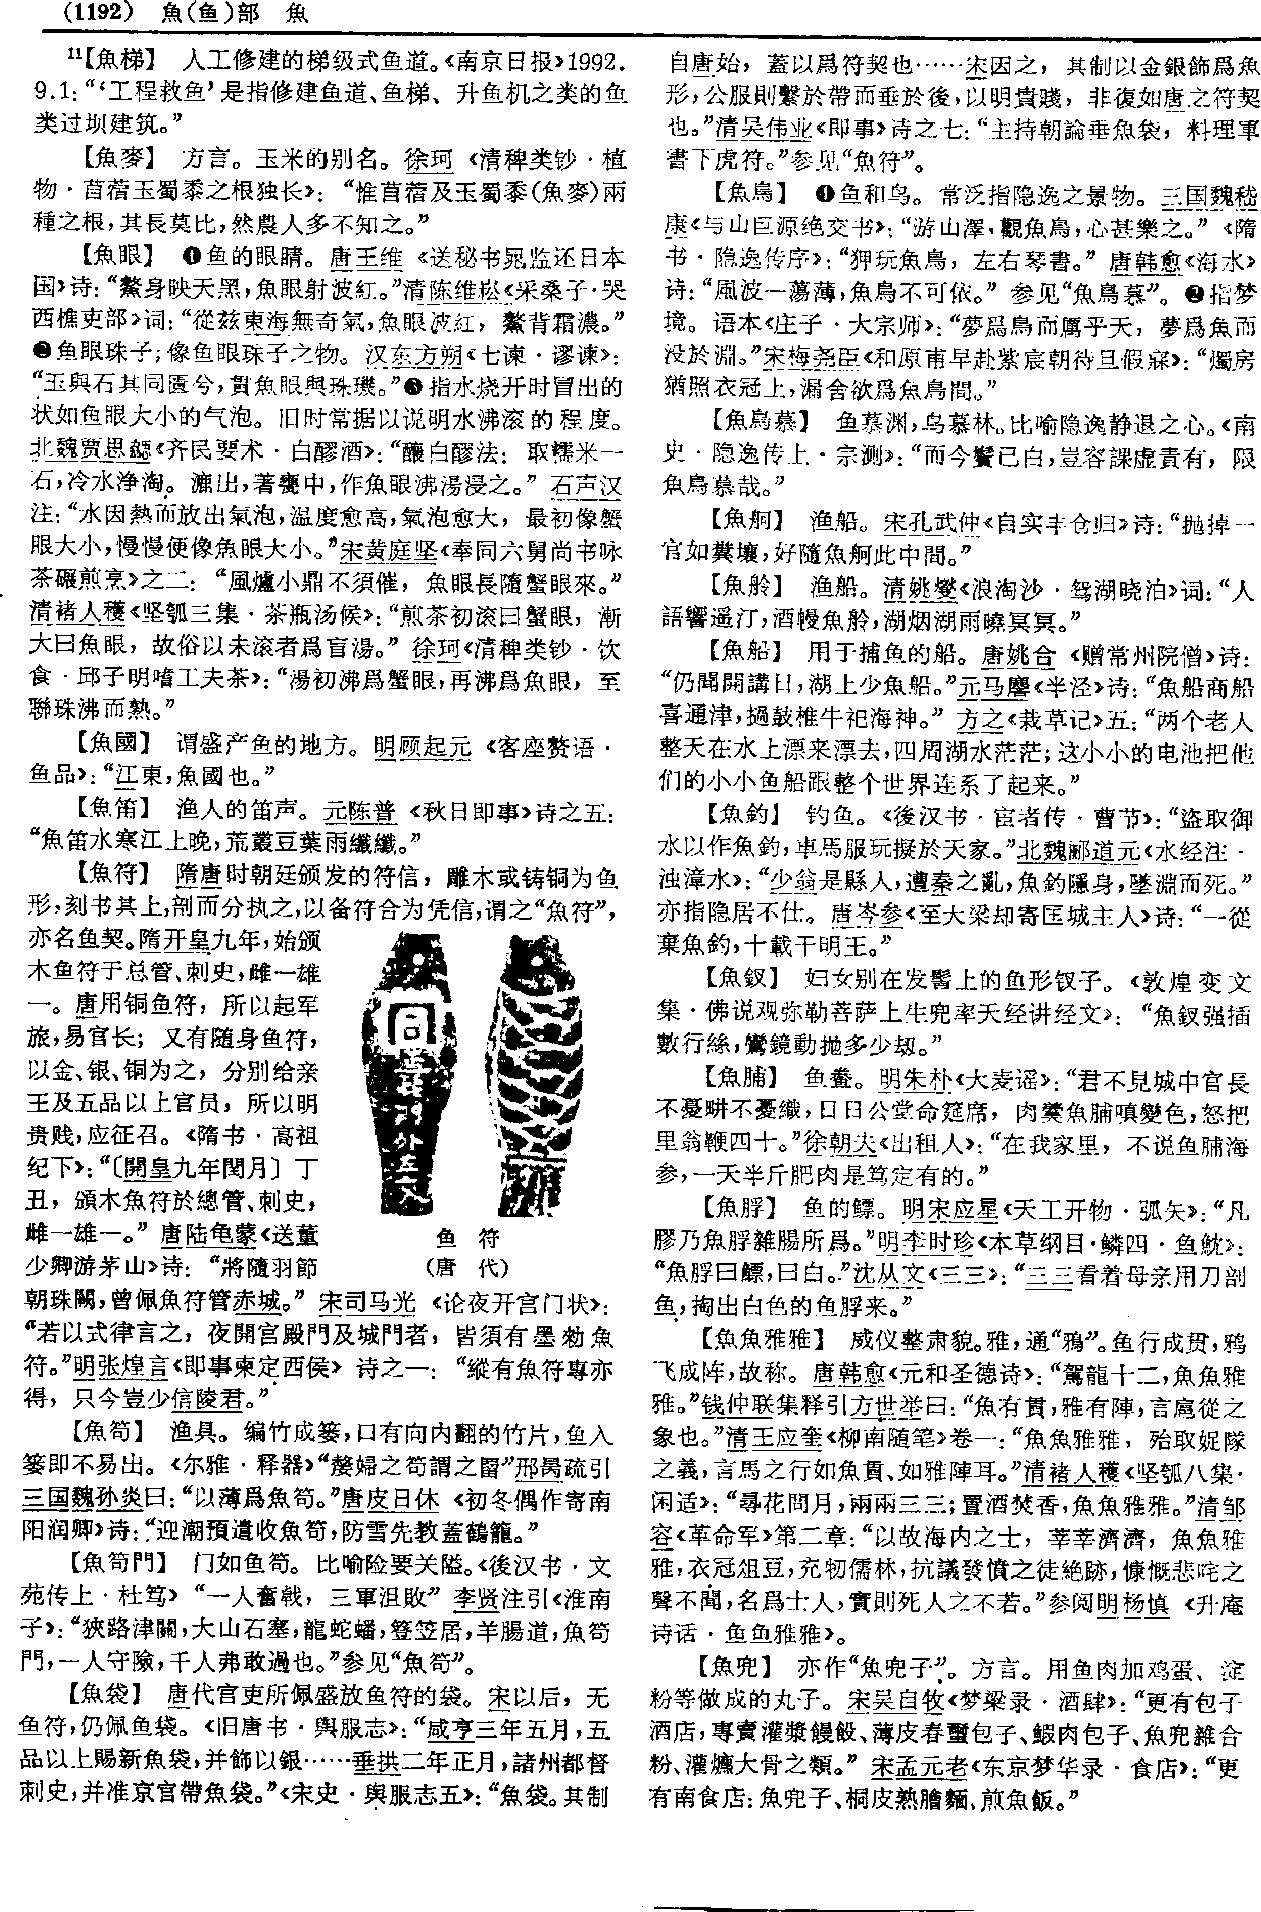 (1192) 魚(鱼)部 魚
¹¹【魚梯】 人工修建的梯级式鱼道。《南京日报》1992.
9.1：“‘工程救鱼’是指修建鱼道、鱼梯、升鱼机之类的鱼
类过坝建筑。”
【魚麥】 方言。玉米的别名。徐珂《清稗类钞·植
物·苜蓿玉蜀黍之根独长》：“惟苜蓿及玉蜀黍(魚麥)兩
種之根，其長莫比，然農人多不知之。”
【魚眼】 ❶鱼的眼睛。唐王维《送秘书晁监还日本
国》诗：“鰲身映天黑，魚眼射波紅。”清陈维崧《采桑子·哭
西樵吏部》词：“從兹東海無奇氣，魚眼波紅，鰲背霜濃。”
❷鱼眼珠子；像鱼眼珠子之物。汉东方朔《七谏·谬谏》：
“玉與石其同匱兮，貫魚眼與珠璣。”❸指水烧开时冒出的
状如鱼眼大小的气泡。旧时常据以说明水沸滚的程度。
北魏贾思勰《齐民要术·白醪酒》：“釀白醪法：取糯米一
石，冷水浄淘。漉出，著甕中，作魚眼沸湯浸之。”石声汉
注：“水因熱而放出氣泡，温度愈高，氣泡愈大，最初像蟹
眼大小，慢慢便像魚眼大小。”宋黄庭坚《奉同六舅尚书咏
茶碾煎烹》之二：“風爐小鼎不須催，魚眼長隨蟹眼來。”
清褚人穫《坚瓠三集·茶瓶汤候》：“煎茶初滚曰蟹眼，漸
大曰魚眼，故俗以未滚者爲盲湯。”徐珂《清稗类钞·饮
食·邱子明嗜工夫茶》：“湯初沸爲蟹眼，再沸爲魚眼，至
聯珠沸而熟。”
【魚國】 谓盛产鱼的地方。明顾起元《客座赘语·
鱼品》：“江東，魚國也。”
【魚笛】 渔人的笛声。元陈普《秋日即事》诗之五：
“魚笛水寒江上晚，荒叢豆葉雨纖纖。”
【魚符】 隋唐时朝廷颁发的符信，雕木或铸铜为鱼
形，刻书其上，剖而分执之，以备符合为凭信，谓之“魚符”，
亦名鱼契。隋开皇九年，始颁
木鱼符于总管、刺史，雌一雄
一。唐用铜鱼符，所以起军
旅，易官长；又有随身鱼符，
以金、银、铜为之，分别给亲
王及五品以上官员，所以明
贵贱，应征召。《隋书·高祖
纪下》：“〔開皇九年閏月〕丁
丑，頒木魚符於總管、刺史，
雌一雄一。”唐陆龟蒙《送董
少卿游茅山》诗：“將隨羽節
朝珠闕，曾佩魚符管赤城。”宋司马光《论夜开宫门状》：
“若以式律言之，夜開宫殿門及城門者，皆須有墨勑魚
符。”明张煌言《即事柬定西侯》诗之一：“縱有魚符專亦
得，只今豈少信陵君。”
鱼 符
(唐 代)
【魚笱】 渔具。编竹成篓，口有向内翻的竹片，鱼入
篓即不易出。《尔雅·释器》“嫠婦之笱謂之罶”邢昺疏引
三国魏孙炎曰：“以薄爲魚笱。”唐皮日休《初冬偶作寄南
阳润卿》诗：“迎潮預遣收魚笱，防雪先教蓋鶴籠。”
【魚笱門】 门如鱼笱。比喻险要关隘。《後汉书·文
苑传上·杜笃》“一人奮戟，三軍沮敗”李贤注引《淮南
子》：“狹路津關，大山石塞，龍蛇蟠，簦笠居，羊腸道，魚笱
門，一人守險，千人弗敢過也。”参见“魚笱”。
【魚袋】 唐代官吏所佩盛放鱼符的袋。宋以后，无
鱼符，仍佩鱼袋。《旧唐书·舆服志》：“咸亨三年五月，五
品以上賜新魚袋，并飾以銀……垂拱二年正月，諸州都督
刺史，并准京官帶魚袋。”《宋史·舆服志五》：“魚袋。其制
自唐始，蓋以爲符契也……宋因之，其制以金銀飾爲魚
形，公服則繫於帶而垂於後，以明貴賤，非復如唐之符契
也。”清吴伟业《即事》诗之七：“主持朝論垂魚袋，料理軍
書下虎符。”参见“魚符”。
【魚鳥】 ❶鱼和鸟。常泛指隐逸之景物。三国魏嵇
康《与山巨源绝交书》：“游山澤，觀魚鳥，心甚樂之。”《隋
书·隐逸传序》：“狎玩魚鳥，左右琴書。”唐韩愈《海水》
诗：“風波一蕩薄，魚鳥不可依。”参见“魚鳥慕”。❷指梦
境。语本《庄子·大宗师》：“夢爲鳥而厲乎天，夢爲魚而
没於淵。”宋梅尧臣《和原甫早赴紫宸朝待旦假寐》：“燭房
猶照衣冠上，漏舍欲爲魚鳥間。”
【魚鳥慕】 鱼慕渊，鸟慕林。比喻隐逸静退之心。《南
史·隐逸传上·宗测》：“而今鬢已白，豈容課虚責有，限
魚鳥慕哉。”
【魚舸】 渔船。宋孔武仲《自实丰仓归》诗：“抛掉一
官如糞壤，好隨魚舸此中間。”
【魚舲】 渔船。清姚燮《浪淘沙·鸳湖晓泊》词：“人
語響遥汀，酒幔魚舲，湖烟湖雨曉冥冥。”
【魚船】 用于捕鱼的船。唐姚合《赠常州院僧》诗：
“仍聞開講日，湖上少魚船。”元马麐《半泾》诗：“魚船商船
喜通津，撾鼓椎牛祀海神。”方之《栽草记》五：“两个老人
整天在水上漂来漂去，四周湖水茫茫；这小小的电池把他
们的小小鱼船跟整个世界连系了起来。”
【魚釣】 钓鱼。《後汉书·宦者传·曹节》：“盜取御
水以作魚釣，車馬服玩擬於天家。”北魏郦道元《水经注·
浊漳水》：“少翁是縣人，遭秦之亂，魚釣隱身，墜淵而死。”
亦指隐居不仕。唐岑参《至大梁却寄匡城主人》诗：“一從
棄魚釣，十載干明王。”
【魚釵】 妇女别在发髻上的鱼形钗子。《敦煌变文
集·佛说观弥勒菩萨上生兜率天经讲经文》：“魚釵强插
數行絲，鸞鏡動抛多少刼。”
【魚脯】 鱼鲞。明朱朴《大麦谣》：“君不見城中官長
不憂畊不憂織，日日公堂命筵席，肉羹魚脯嗔變色，怒把
里翁鞭四十。”徐朝夫《出租人》：“在我家里，不说鱼脯海
参，一天半斤肥肉是笃定有的。”
【魚脬】 鱼的鳔。明宋应星《天工开物·弧矢》：“凡
膠乃魚脬雜腸所爲。”明李时珍《本草纲目·鳞四·鱼鱿》：
“魚脬曰鰾，曰白。”沈从文《三三》：“三三看着母亲用刀剖
鱼，掏出白色的鱼脬来。”
【魚魚雅雅】 威仪整肃貌。雅，通“鴉”。鱼行成贯，鸦
飞成阵，故称。唐韩愈《元和圣德诗》：“駕龍十二，魚魚雅
雅。”钱仲联集释引方世举曰：“魚有貫，雅有陣，言扈從之
象也。”清王应奎《柳南随笔》卷一：“魚魚雅雅，殆取娖隊
之義，言馬之行如魚貫、如雅陣耳。”清褚人穫《坚瓠八集·
闲适》：“尋花問月，兩兩三三；置酒焚香，魚魚雅雅。”清邹
容《革命军》第二章：“以故海内之士，莘莘濟濟，魚魚雅
雅，衣冠俎豆，充牣儒林，抗議發憤之徒絶跡，慷慨悲咤之
聲不聞，名爲士人，實則死人之不若。”参阅明杨慎《升庵
诗话·鱼鱼雅雅》。
【魚兜】 亦作“魚兜子”。方言。用鱼肉加鸡蛋、淀
粉等做成的丸子。宋吴自牧《梦粱录·酒肆》：“更有包子
酒店，專賣灌漿饅般、薄皮春蠒包子、鰕肉包子、魚兜雜合
粉、灌熬大骨之類。”宋孟元老《东京梦华录·食店》：“更
有南食店：魚兜子、桐皮熟膾麵、煎魚飯。”